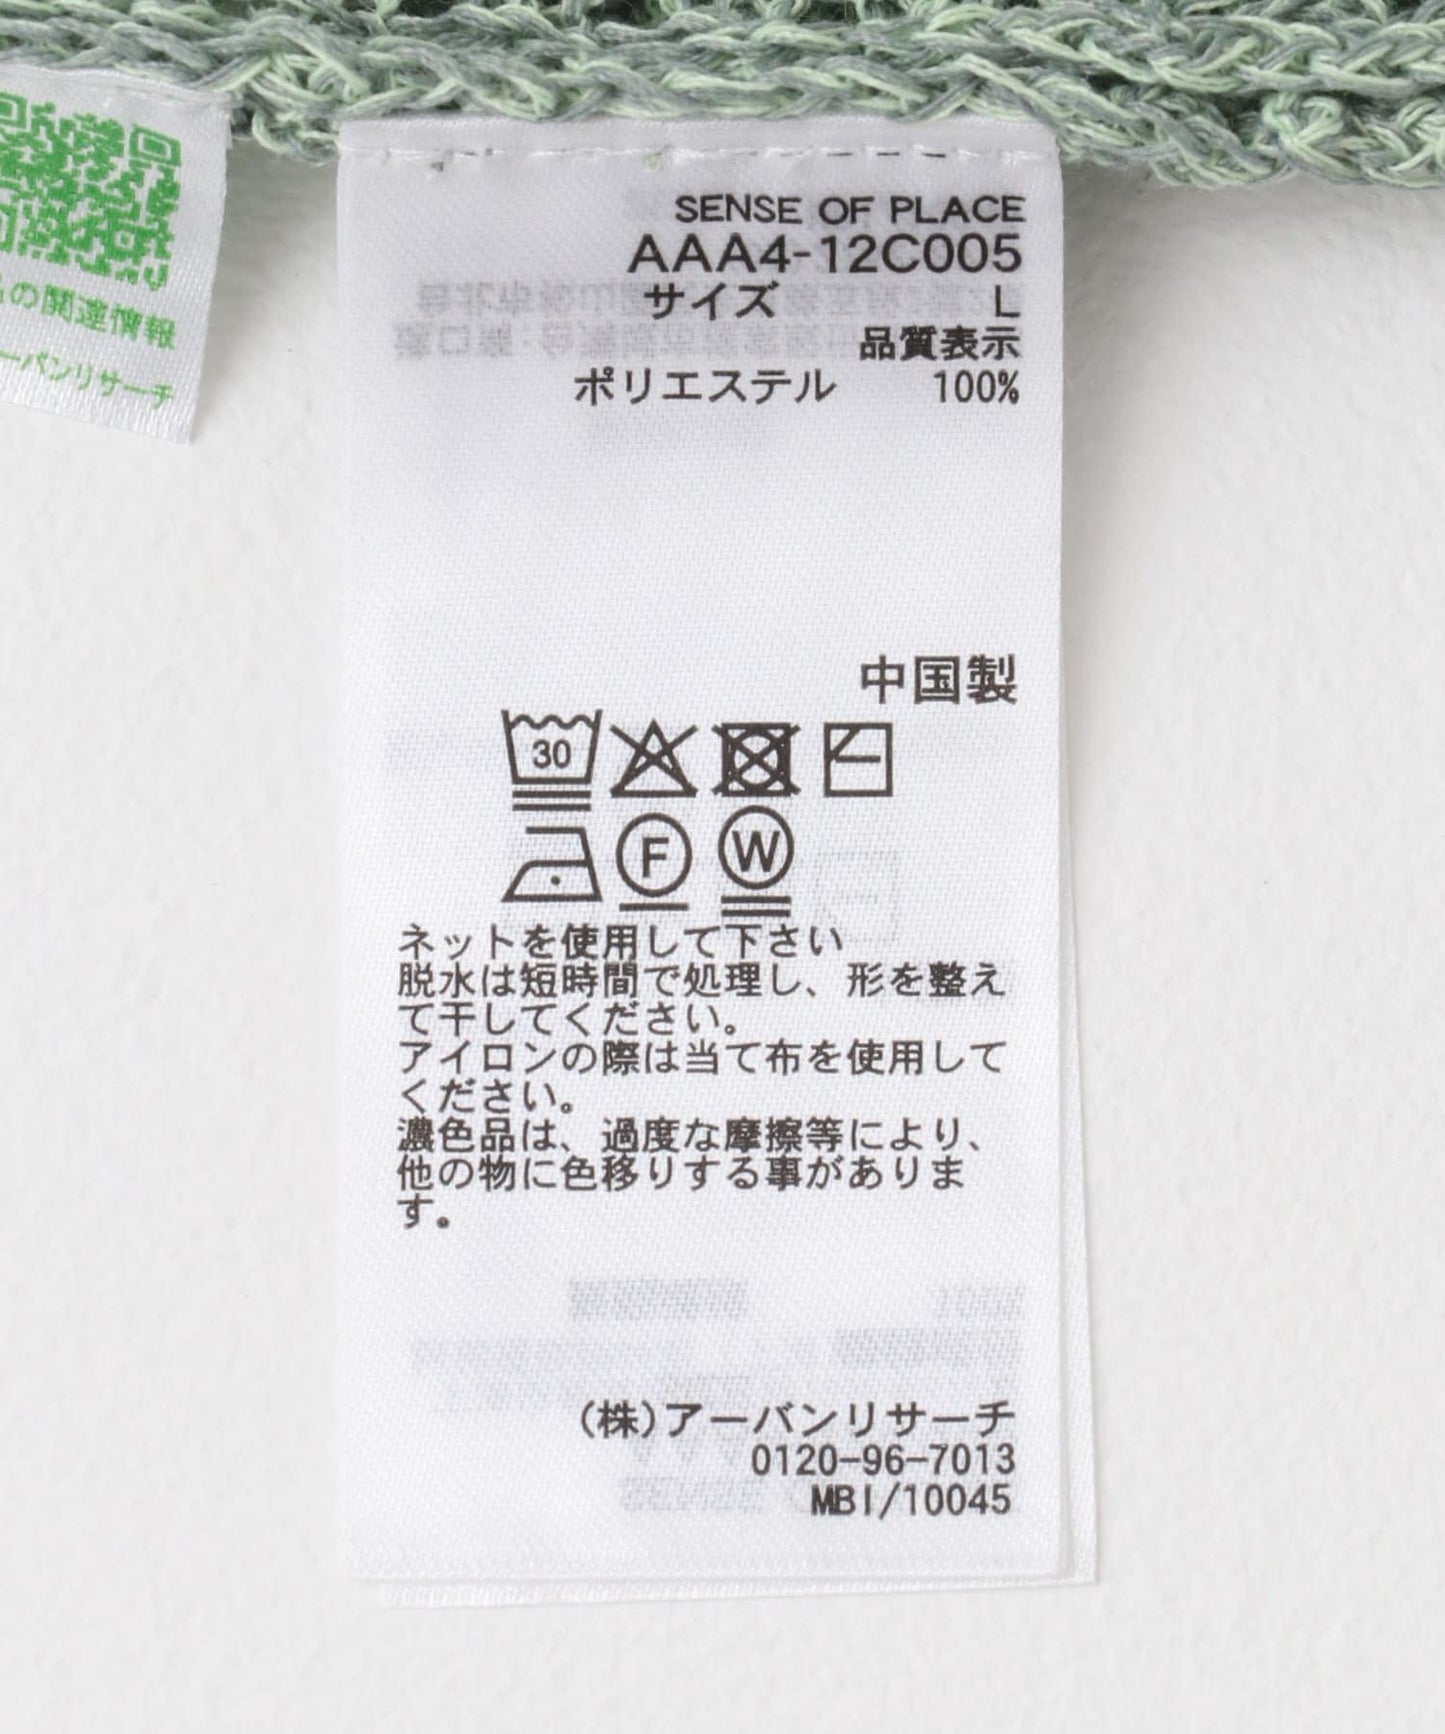 の関連情報
ーバンリサーチ
SENSE OF PLACE
AAA4-12C005
サイズ L
品質表示
ポリエステル 100%
中国製
30
F
W
ネットを使用して下さい
脱水は短時間で処理し、形を整え
て干してください。
アイロンの際は当て布を使用して
ください。
濃色品は、過度な摩擦等により、
他の物に色移りする事がありま
す。
(株)アーバンリサーチ
0120-96-7013
MBI/10045